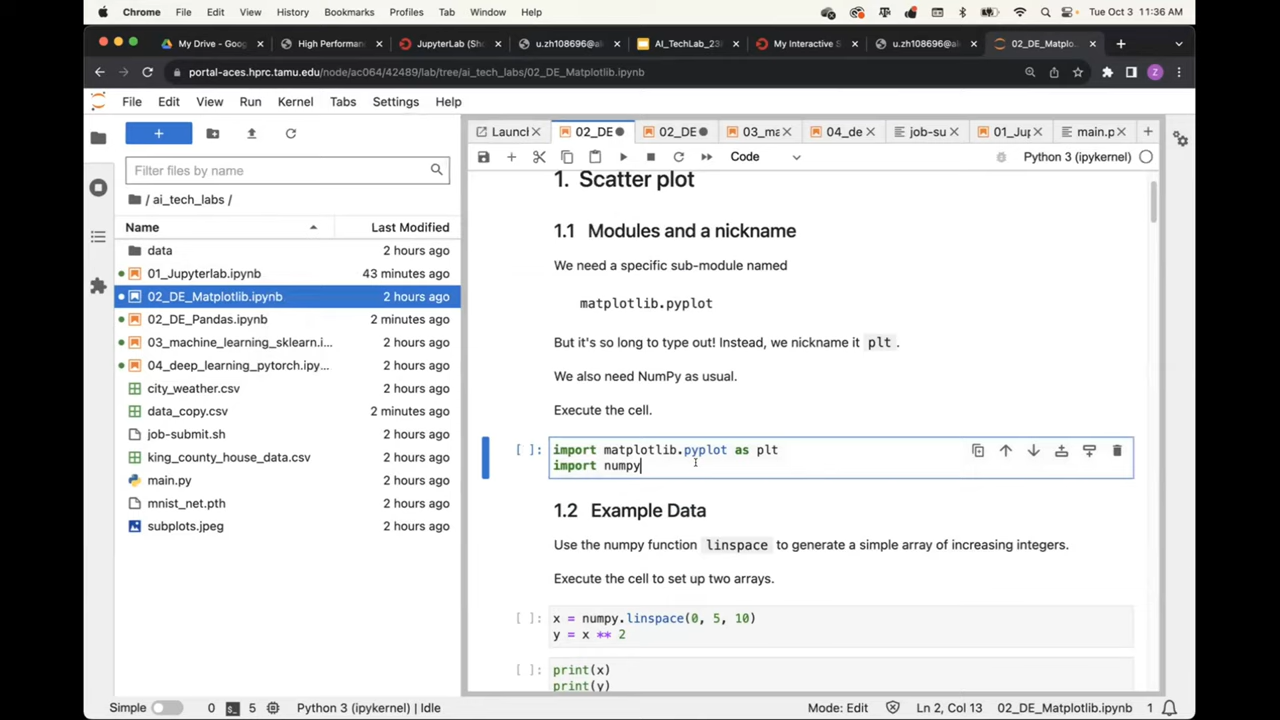 Chrome File Edit View History Bookmarks Profiles Tab Window Help Tue Oct 3 11:36 AM
My Drive - Goo High Performan JupyterLab (Sh u.zh108696@al AI_TechLab_23 My Interactive S u.zh108696@al 02_DE_Matplo
portal-aces.hprc.tamu.edu/node/ac064/42489/lab/tree/ai_tech_labs/02_DE_Matplotlib.ipynb Z
File Edit View Run Kernel Tabs Settings Help
Launch 02_DE 02_DE 03_ma 04_de job-su 01_Jup main.p
Code Python 3 (ipykernel)
Filter files by name
/ ai_tech_labs /
Name Last Modified
data 2 hours ago
01_Jupyterlab.ipynb 43 minutes ago
02_DE_Matplotlib.ipynb 2 hours ago
02_DE_Pandas.ipynb 2 minutes ago
03_machine_learning_sklearn.i... 2 hours ago
04_deep_learning_pytorch.ipy... 2 hours ago
city_weather.csv 2 hours ago
data_copy.csv 2 minutes ago
job-submit.sh 2 hours ago
king_county_house_data.csv 2 hours ago
main.py 2 hours ago
mnist_net.pth 2 hours ago
subplots.jpeg 2 hours ago
1. Scatter plot
1.1 Modules and a nickname
We need a specific sub-module named
matplotlib.pyplot
But it's so long to type out! Instead, we nickname it plt .
We also need NumPy as usual.
Execute the cell.
[ ]: import matplotlib.pyplot as plt
import numpy
1.2 Example Data
Use the numpy function linspace to generate a simple array of increasing integers.
Execute the cell to set up two arrays.
[ ]: x = numpy.linspace(0, 5, 10)
y = x ** 2
[ ]: print(x)
print(y)
Simple 0 5 Python 3 (ipykernel) | Idle Mode: Edit Ln 2, Col 13 02_DE_Matplotlib.ipynb 1